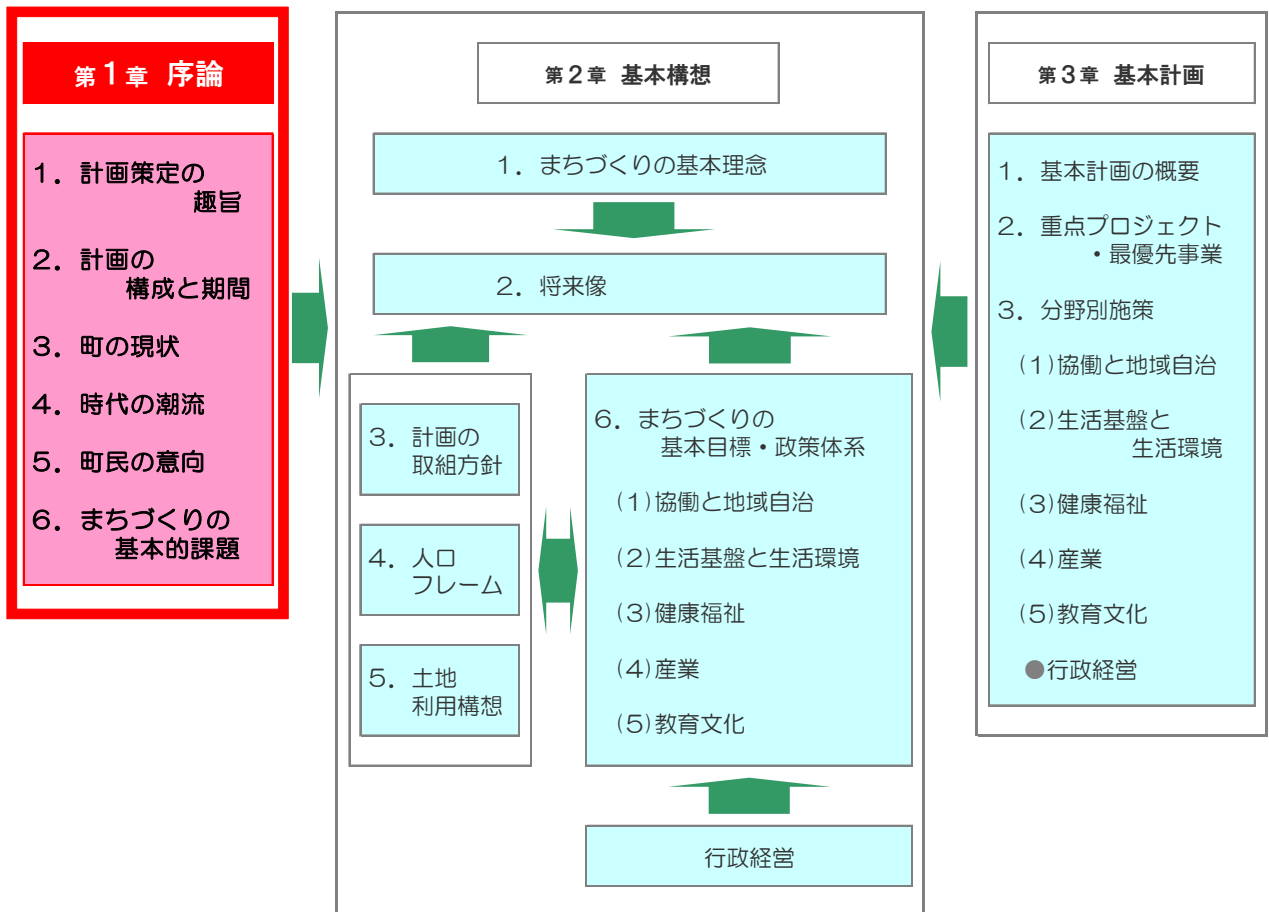 第1章 序論
1．計画策定の
趣旨
2．計画の
構成と期間
3．町の現状
4．時代の潮流
5．町民の意向
6．まちづくりの
基本的課題
第2章 基本構想
1．まちづくりの基本理念
2．将来像
3．計画の
取組方針
4．人口
フレーム
5．土地
利用構想
6．まちづくりの
基本目標・政策体系
(1)協働と地域自治
(2)生活基盤と生活環境
(3)健康福祉
(4)産業
(5)教育文化
行政経営
第3章 基本計画
1．基本計画の概要
2．重点プロジェクト
・最優先事業
3．分野別施策
(1)協働と地域自治
(2)生活基盤と
生活環境
(3)健康福祉
(4)産業
(5)教育文化
●行政経営